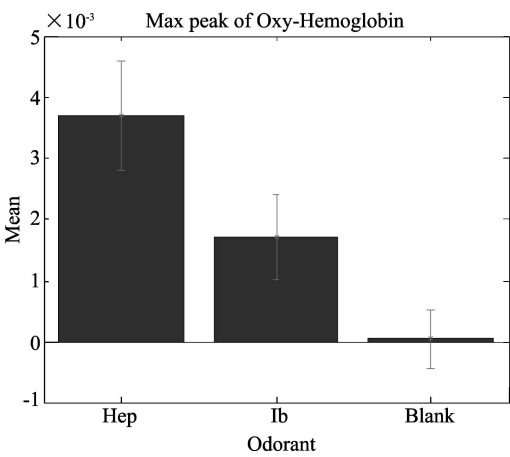 ×10⁻³ Max peak of Oxy-Hemoglobin
5
4
3
2
1
0
-1
Mean
Hep Ib Blank
Odorant